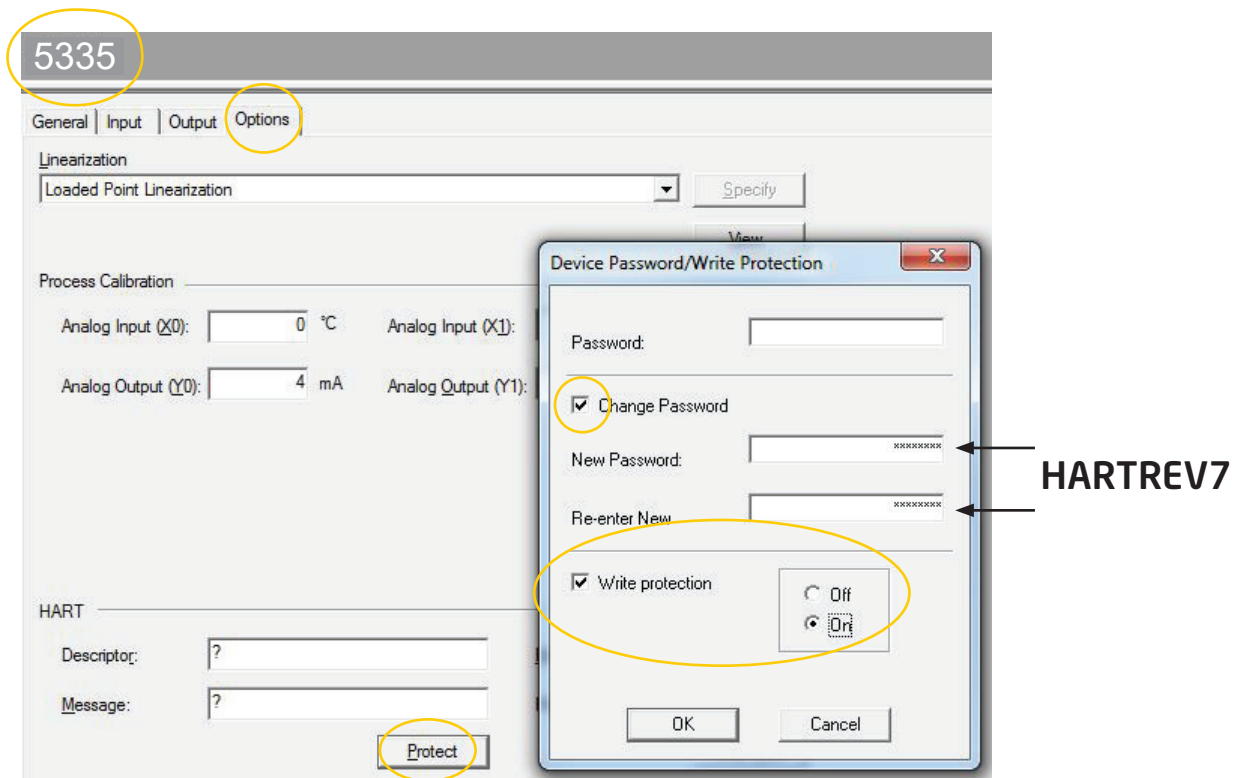 5335
General Input Output Options
Linearization
Loaded Point Linearization Specify
View
Device Password/Write Protection
Process Calibration
Analog Input (X0): 0 °C Analog Input (X1):
Password:
Analog Output (Y0): 4 mA Analog Output (Y1):
Change Password
New Password: ********
HARTREV7
Re-enter New ********
Write protection Off
On
HART
Descriptor: ?
Message: ?
OK Cancel
Protect